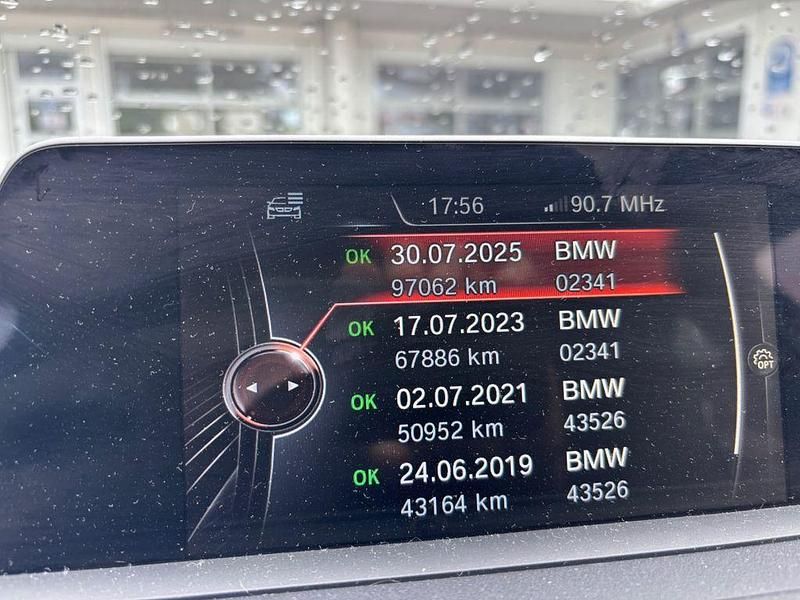 17:56 90.7 MHz
OK 30.07.2025 BMW
97062 km 02341
OK 17.07.2023 BMW
67886 km 02341
OPT
OK 02.07.2021 BMW
50952 km 43526
OK 24.06.2019 BMW
43164 km 43526